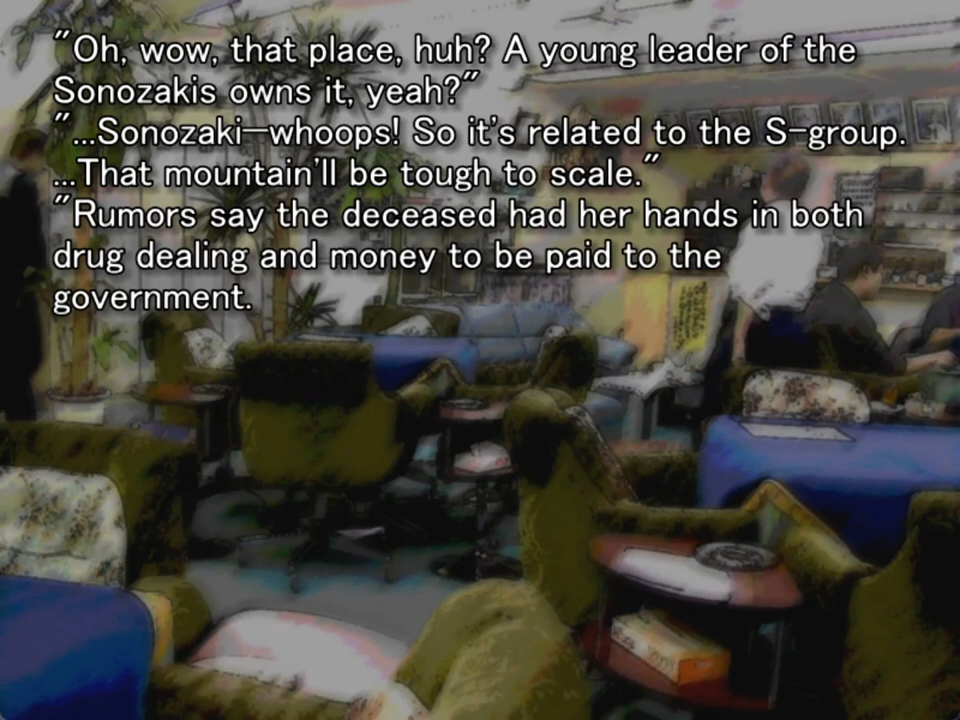 "Oh, wow, that place, huh? A young leader of the
Sonozakis owns it, yeah?"
"...Sonozaki—whoops! So it's related to the S-group.
...That mountain'll be tough to scale."
"Rumors say the deceased had her hands in both
drug dealing and money to be paid to the
government.